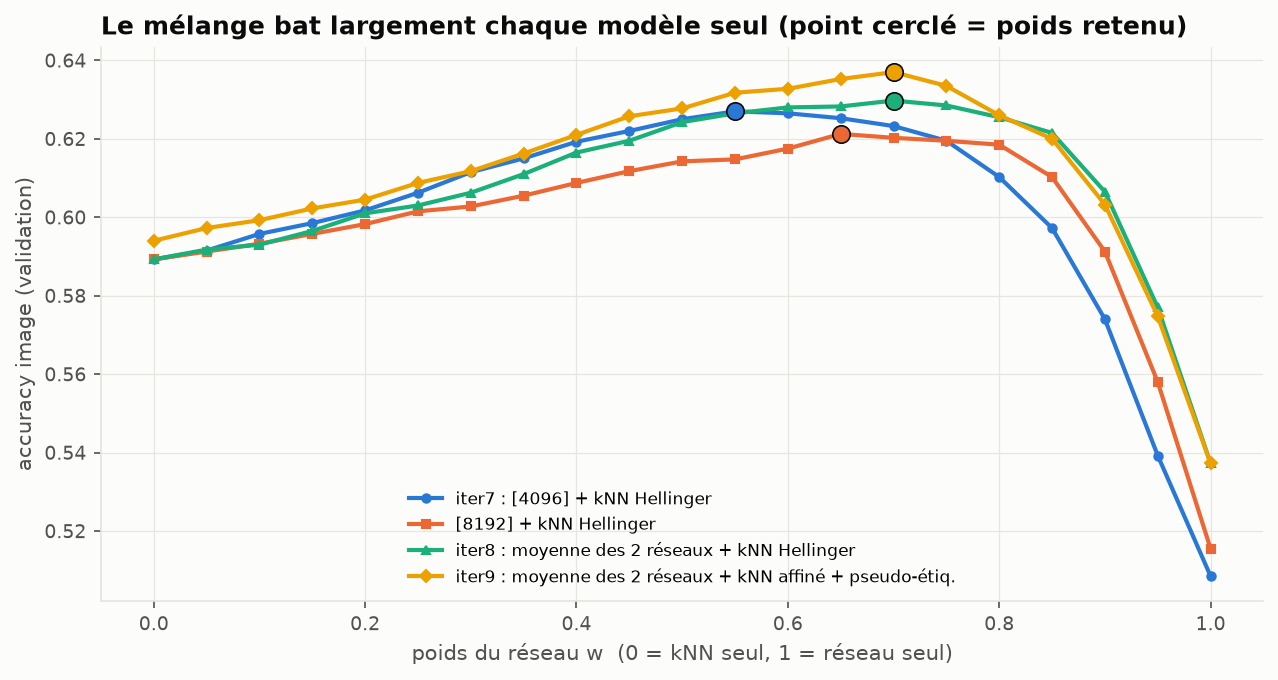 Le mélange bat largement chaque modèle seul (point cerclé = poids retenu)
accuracy image (validation)
0.64
0.62
0.60
0.58
0.56
0.54
0.52
iter7 : [4096] + kNN Hellinger
[8192] + kNN Hellinger
iter8 : moyenne des 2 réseaux + kNN Hellinger
iter9 : moyenne des 2 réseaux + kNN affiné + pseudo-étiq.
0.0 0.2 0.4 0.6 0.8 1.0
poids du réseau w (0 = kNN seul, 1 = réseau seul)